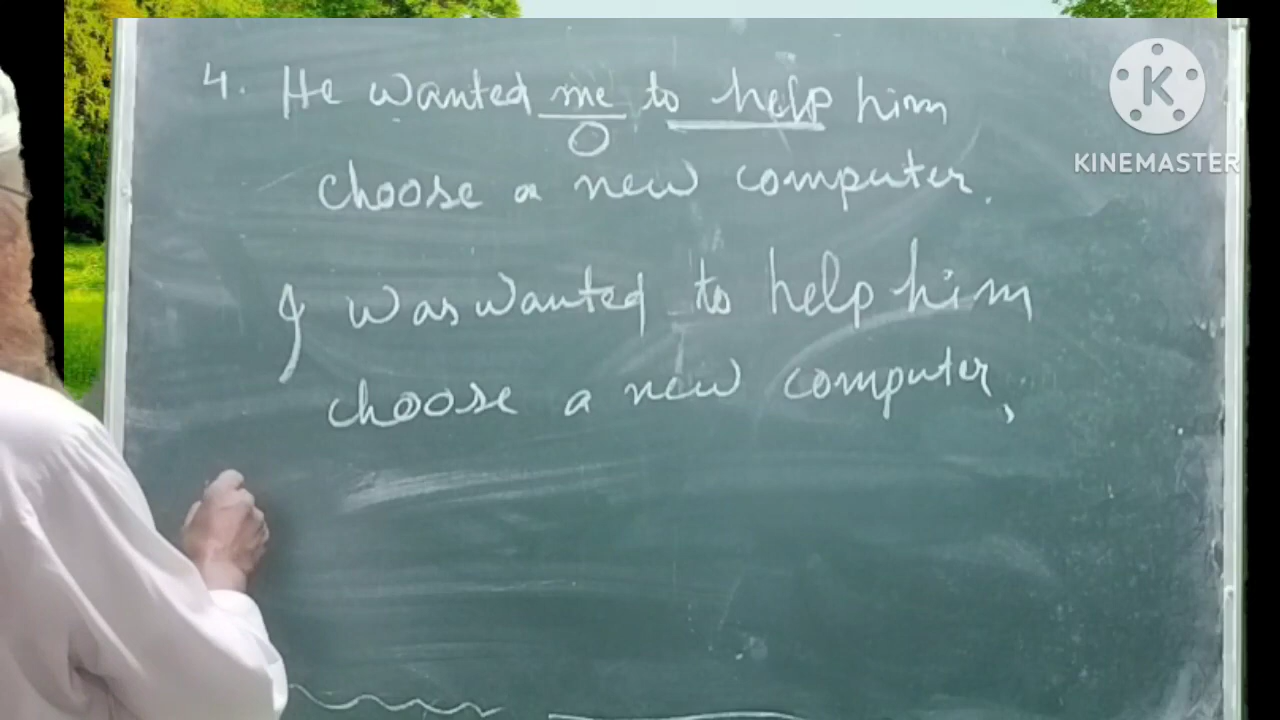 4. He wanted me to help him
O
choose a new computer.
I was wanted to help him
choose a new computer,
K
KINEMASTER